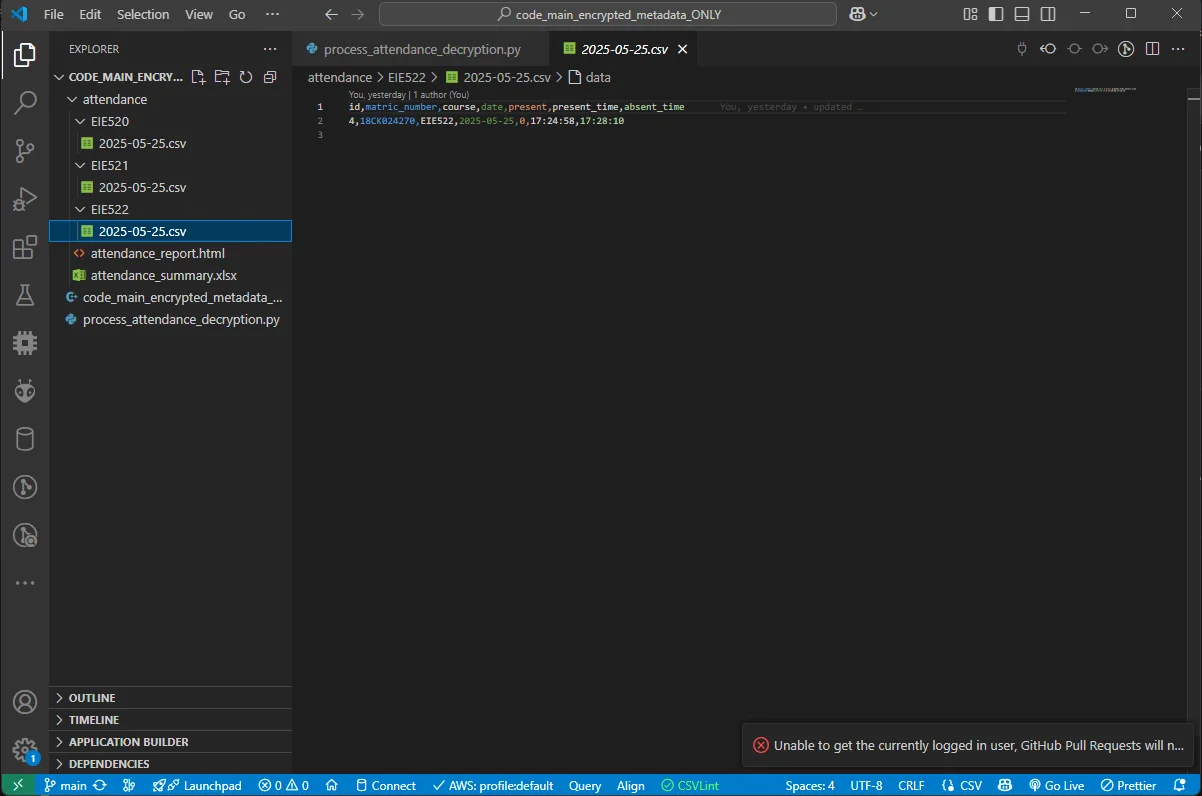 File Edit Selection View Go ··· code_main_encrypted_metadata_ONLY
EXPLORER ···
CODE_MAIN_ENCRY...
attendance
EIE520
2025-05-25.csv
EIE521
2025-05-25.csv
EIE522
2025-05-25.csv
attendance_report.html
attendance_summary.xlsx
code_main_encrypted_metadata_...
process_attendance_decryption.py
OUTLINE
TIMELINE
APPLICATION BUILDER
DEPENDENCIES
process_attendance_decryption.py 2025-05-25.csv
attendance > EIE522 > 2025-05-25.csv > data
You, yesterday | 1 author (You)
1 id,matric_number,course,date,present,present_time,absent_time You, yesterday • updated …
2 4,18CK024270,EIE522,2025-05-25,0,17:24:58,17:28:10
3
Unable to get the currently logged in user, GitHub Pull Requests will n...
1
main Launchpad 0 0 Connect AWS: profile:default Query Align CSVLint Spaces: 4 UTF-8 CRLF CSV Go Live Prettier